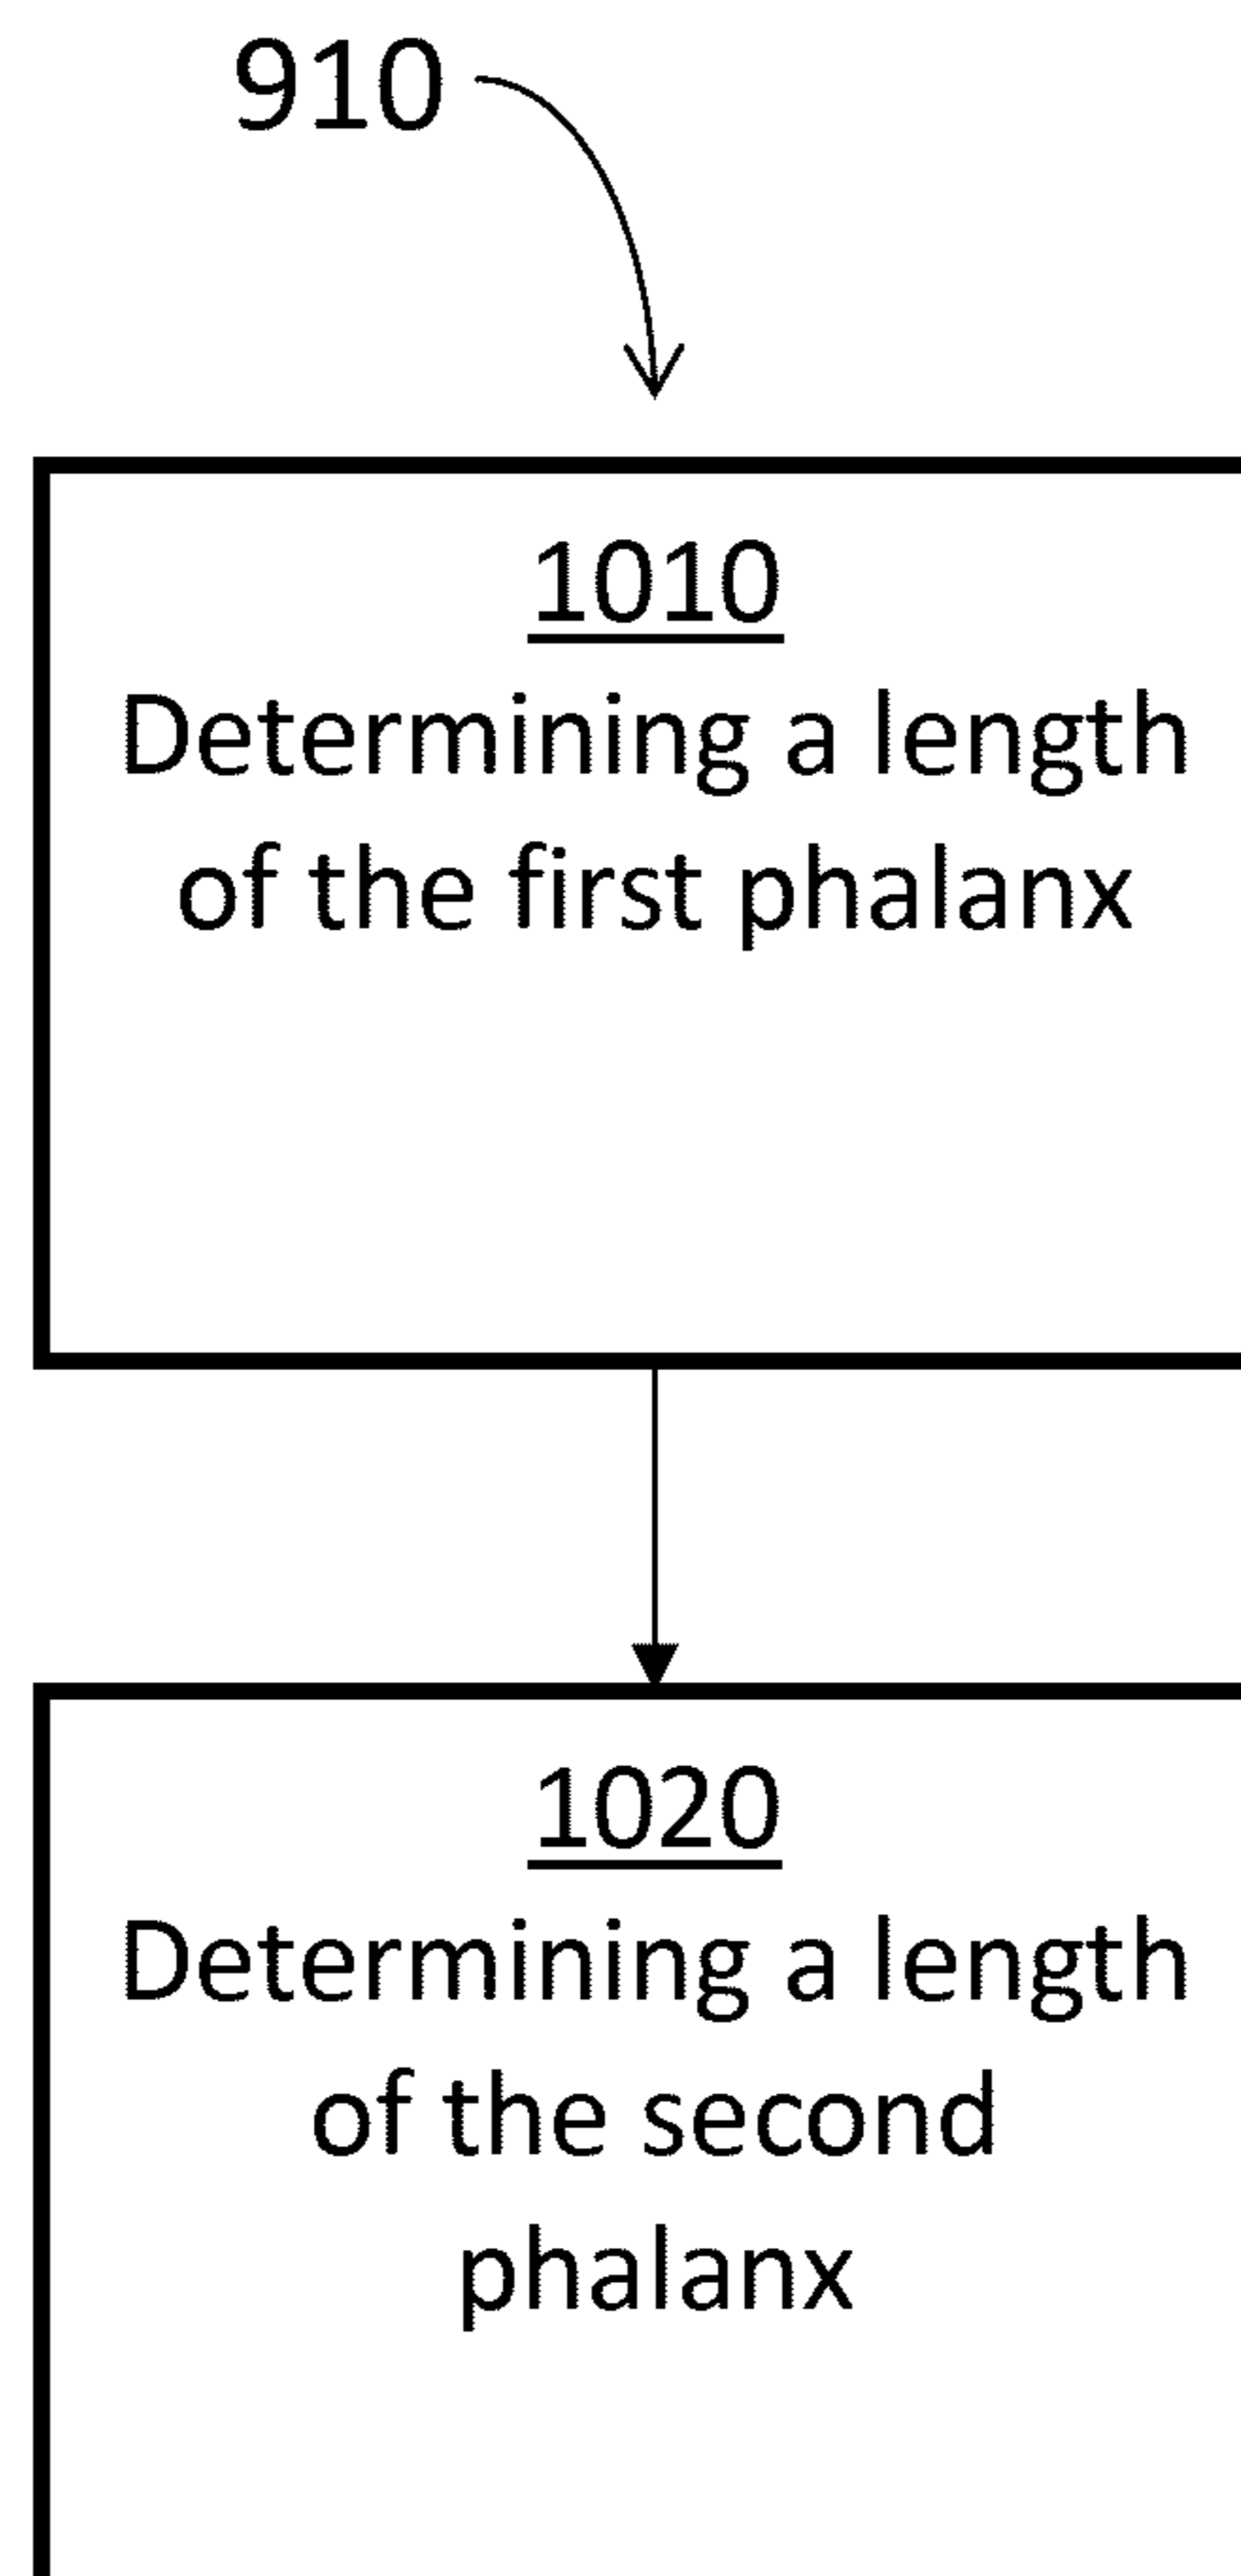 910
1010
Determining a length
of the first phalanx
1020
Determining a length
of the second
phalanx